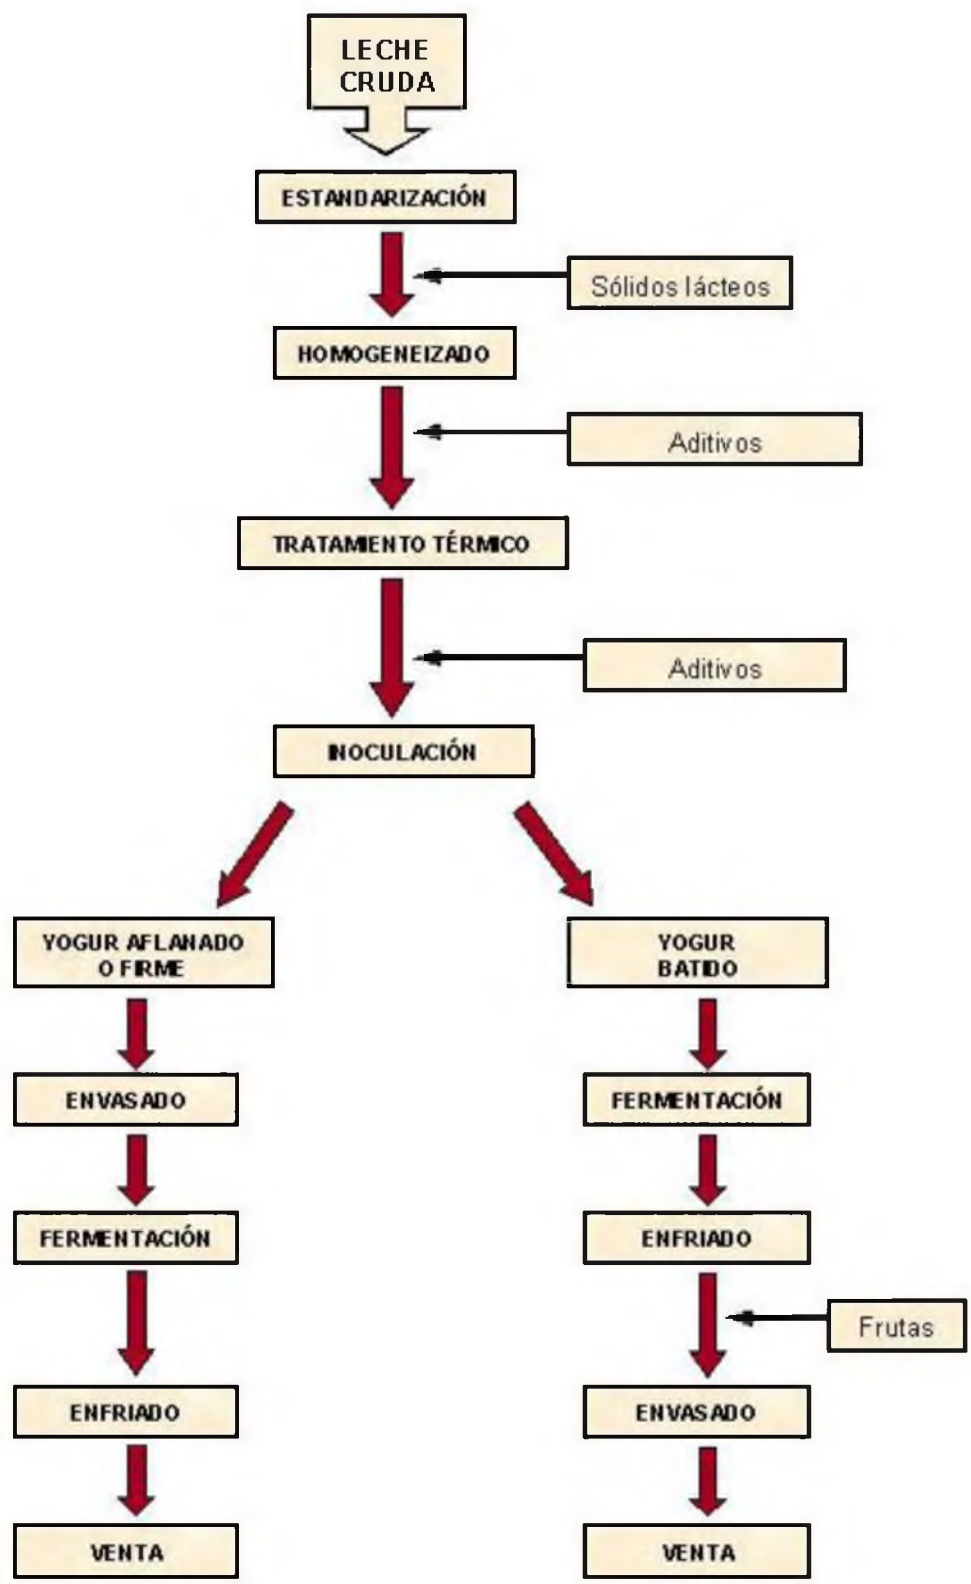 LECHE
CRUDA
ESTANDARIZACIÓN
Sólidos lácteos
HOMOGENEIZADO
Aditivos
TRATAMIENTO TÉRMICO
Aditivos
INOCULACIÓN
YOGUR AFLANADO
O FIRME
YOGUR
BATIDO
ENVASADO
FERMENTACIÓN
FERMENTACIÓN
ENFRIADO
Frutas
ENFRIADO
ENVASADO
VENTA
VENTA